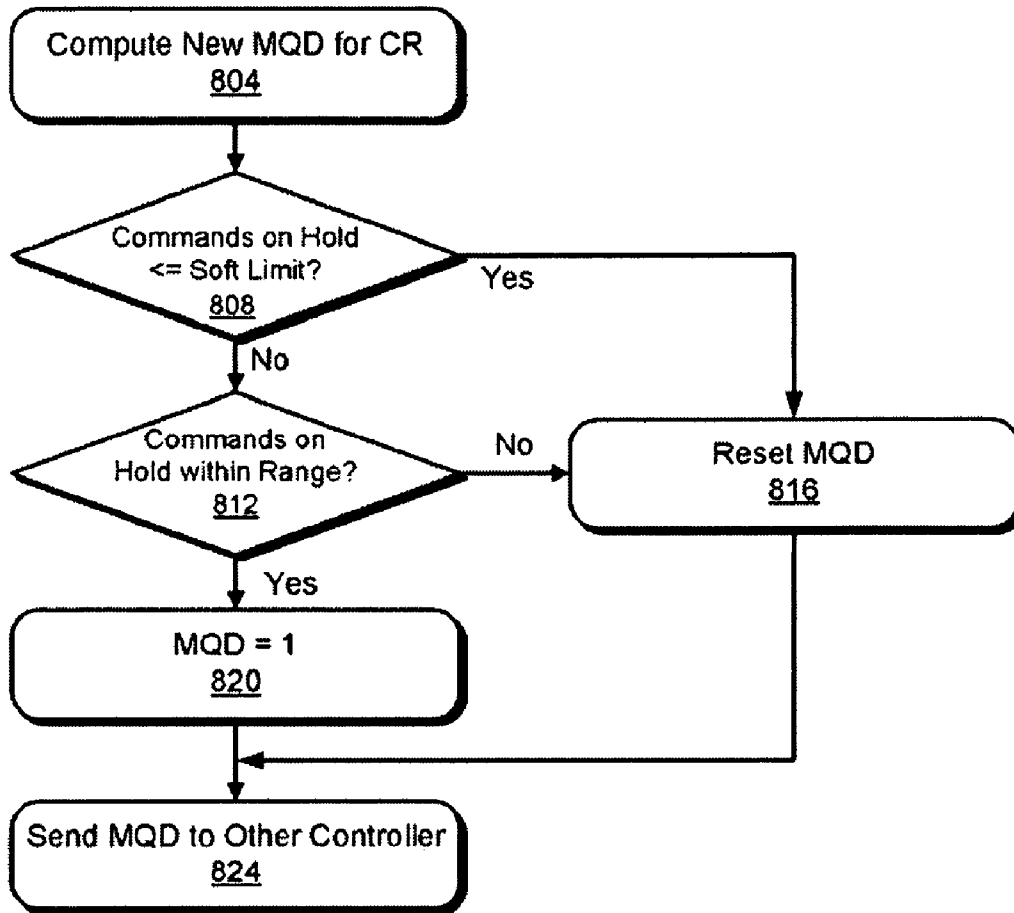 Compute New MQD for CR
804
Commands on Hold
<= Soft Limit?
808
Yes
No
Commands on
Hold within Range?
812
No
Reset MQD
816
Yes
MQD = 1
820
Send MQD to Other Controller
824